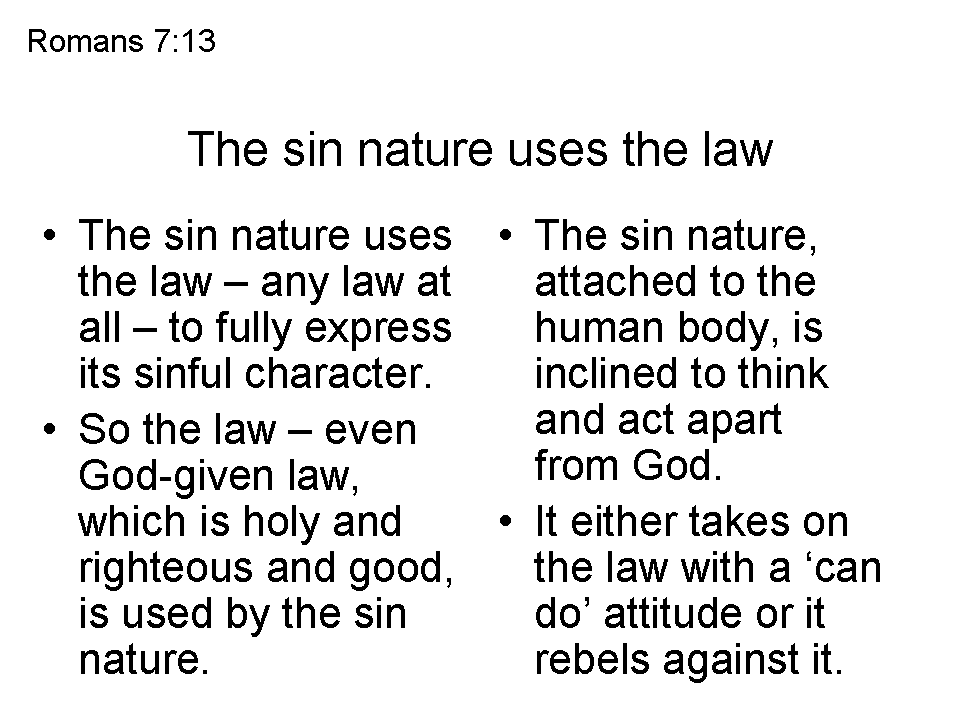 Romans 7:13
The sin nature uses the law
• The sin nature uses
the law – any law at
all – to fully express
its sinful character.
• So the law – even
God-given law,
which is holy and
righteous and good,
is used by the sin
nature.
• The sin nature,
attached to the
human body, is
inclined to think
and act apart
from God.
• It either takes on
the law with a ‘can
do’ attitude or it
rebels against it.